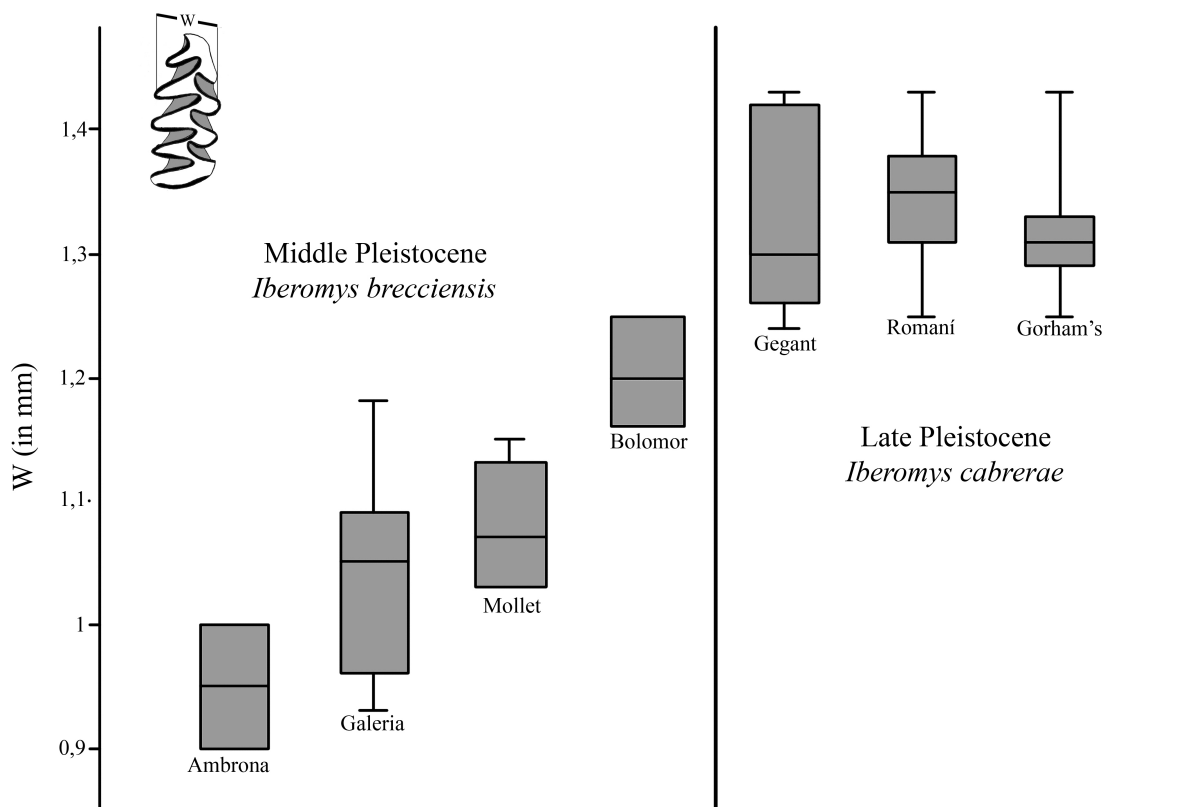 W
1,4
1,3
1,2
1,1
1
0,9
W (in mm)
Middle Pleistocene
Iberomys brecciensis
Ambrona
Galeria
Mollet
Bolomor
Gegant
Romaní
Gorham’s
Late Pleistocene
Iberomys cabrerae